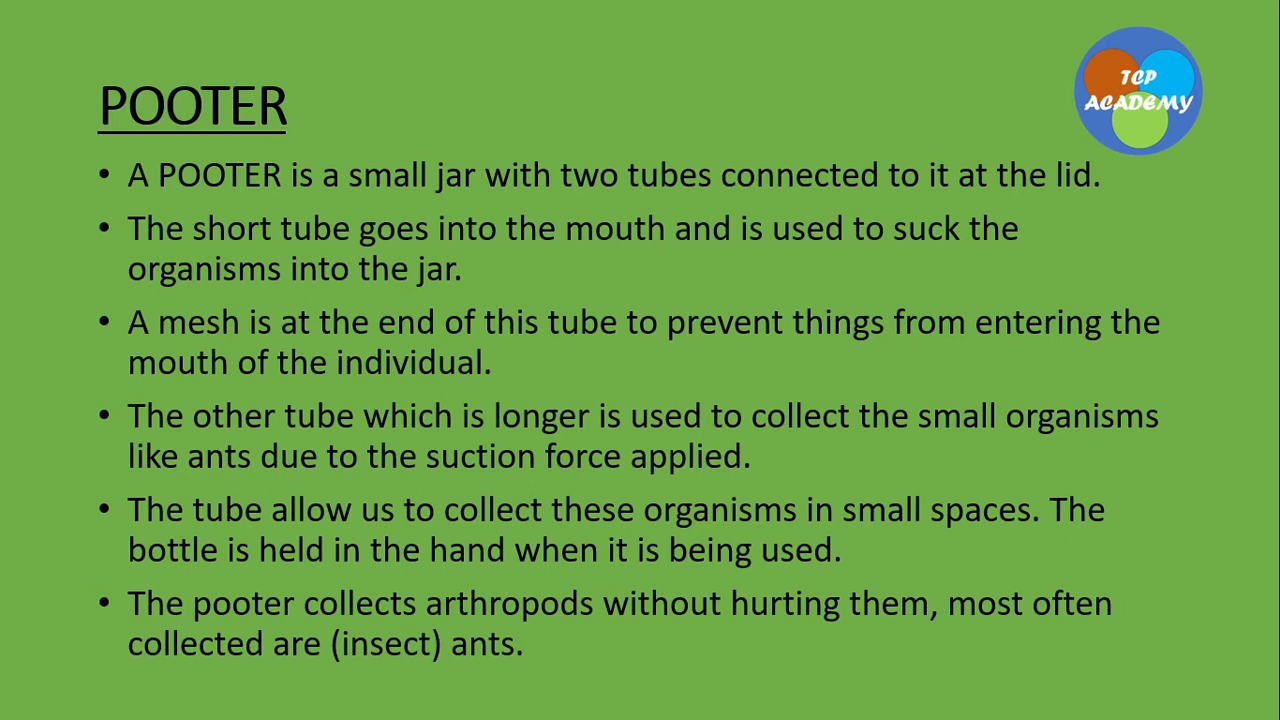 TCP
ACADEMY
POOTER
• A POOTER is a small jar with two tubes connected to it at the lid.
• The short tube goes into the mouth and is used to suck the
organisms into the jar.
• A mesh is at the end of this tube to prevent things from entering the
mouth of the individual.
• The other tube which is longer is used to collect the small organisms
like ants due to the suction force applied.
• The tube allow us to collect these organisms in small spaces. The
bottle is held in the hand when it is being used.
• The pooter collects arthropods without hurting them, most often
collected are (insect) ants.